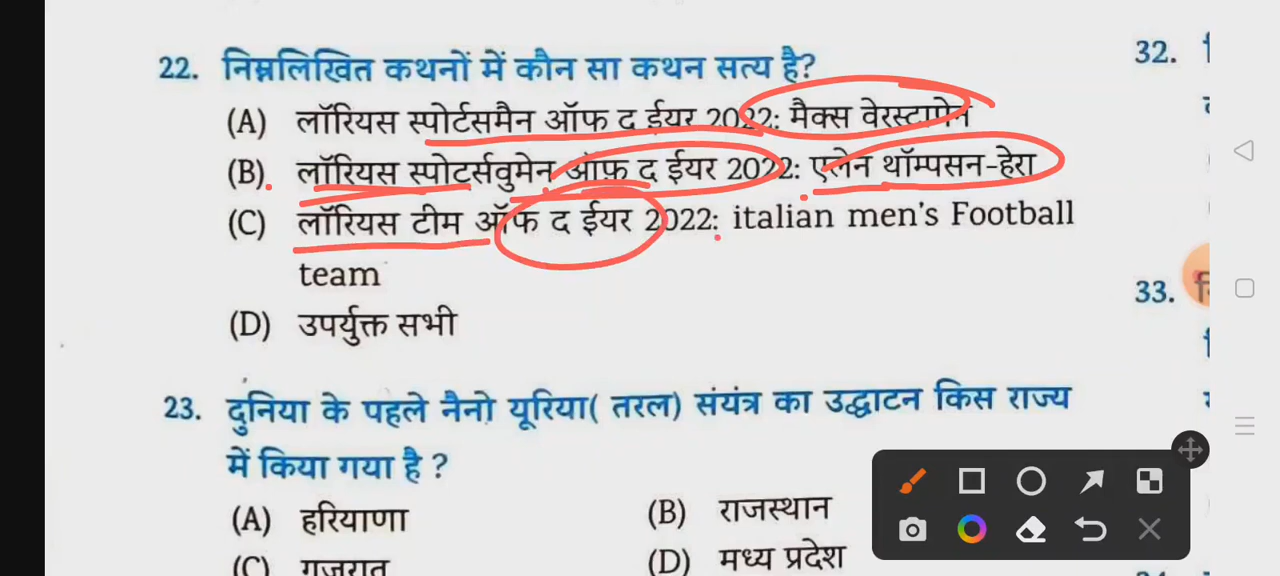 22. निम्नलिखित कथनों में कौन सा कथन सत्य है?
(A) लॉरियस स्पोर्टसमैन ऑफ द ईयर 2022: मैक्स वेरस्टापेन
(B). लॉरियस स्पोटर्सवुमेन ऑफ़ द ईयर 2022: एलेन थॉम्पसन-हेरा
(C) लॉरियस टीम ऑफ द ईयर 2022: italian men's Football
team
(D) उपर्युक्त सभी
23. दुनिया के पहले नैनो यूरिया( तरल) संयंत्र का उद्घाटन किस राज्य
में किया गया है ?
(A) हरियाणा
(B) राजस्थान
(C) गुजरात
(D) मध्य प्रदेश
32.
33.